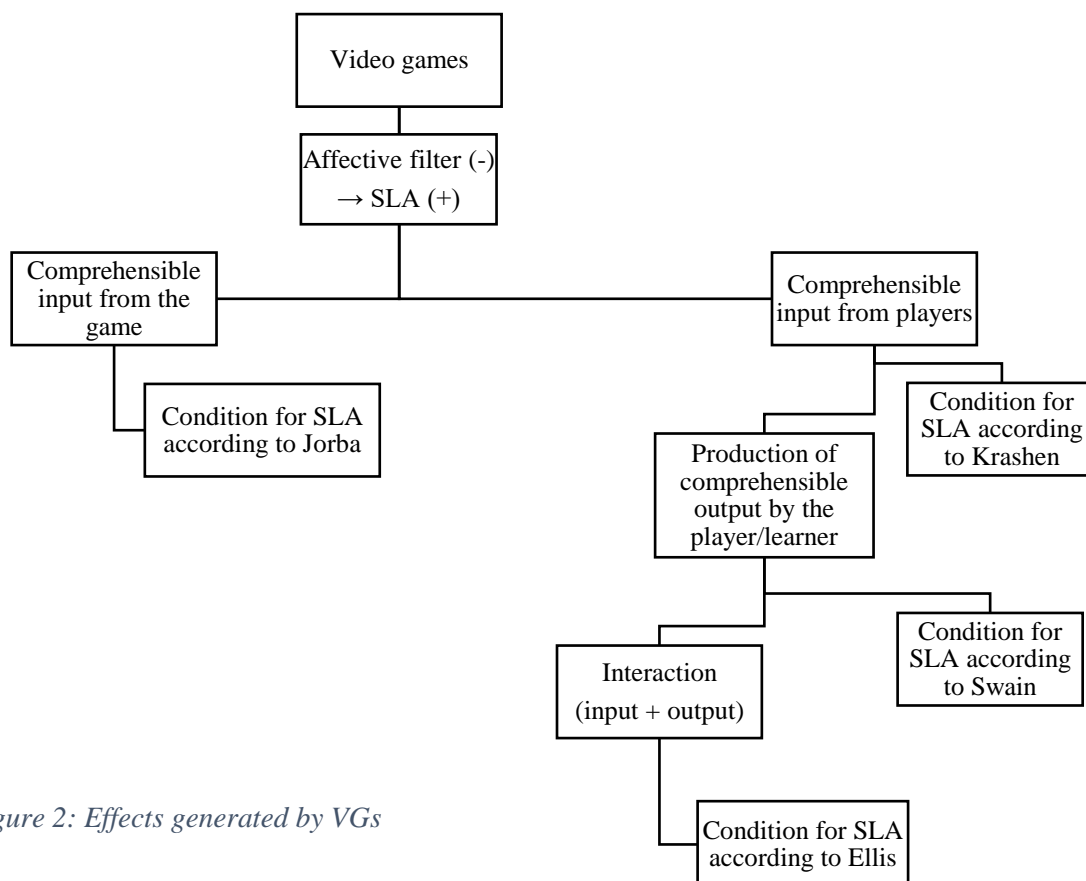 Video games
Affective filter (-)
→ SLA (+)
Comprehensible
input from the
game
Comprehensible
input from players
Condition for SLA
according to Jorba
Condition for
SLA according
to Krashen
Production of
comprehensible
output by the
player/learner
Condition for
SLA according
to Swain
Interaction
(input + output)
Condition for SLA
according to Ellis
gure 2: Effects generated by VGs